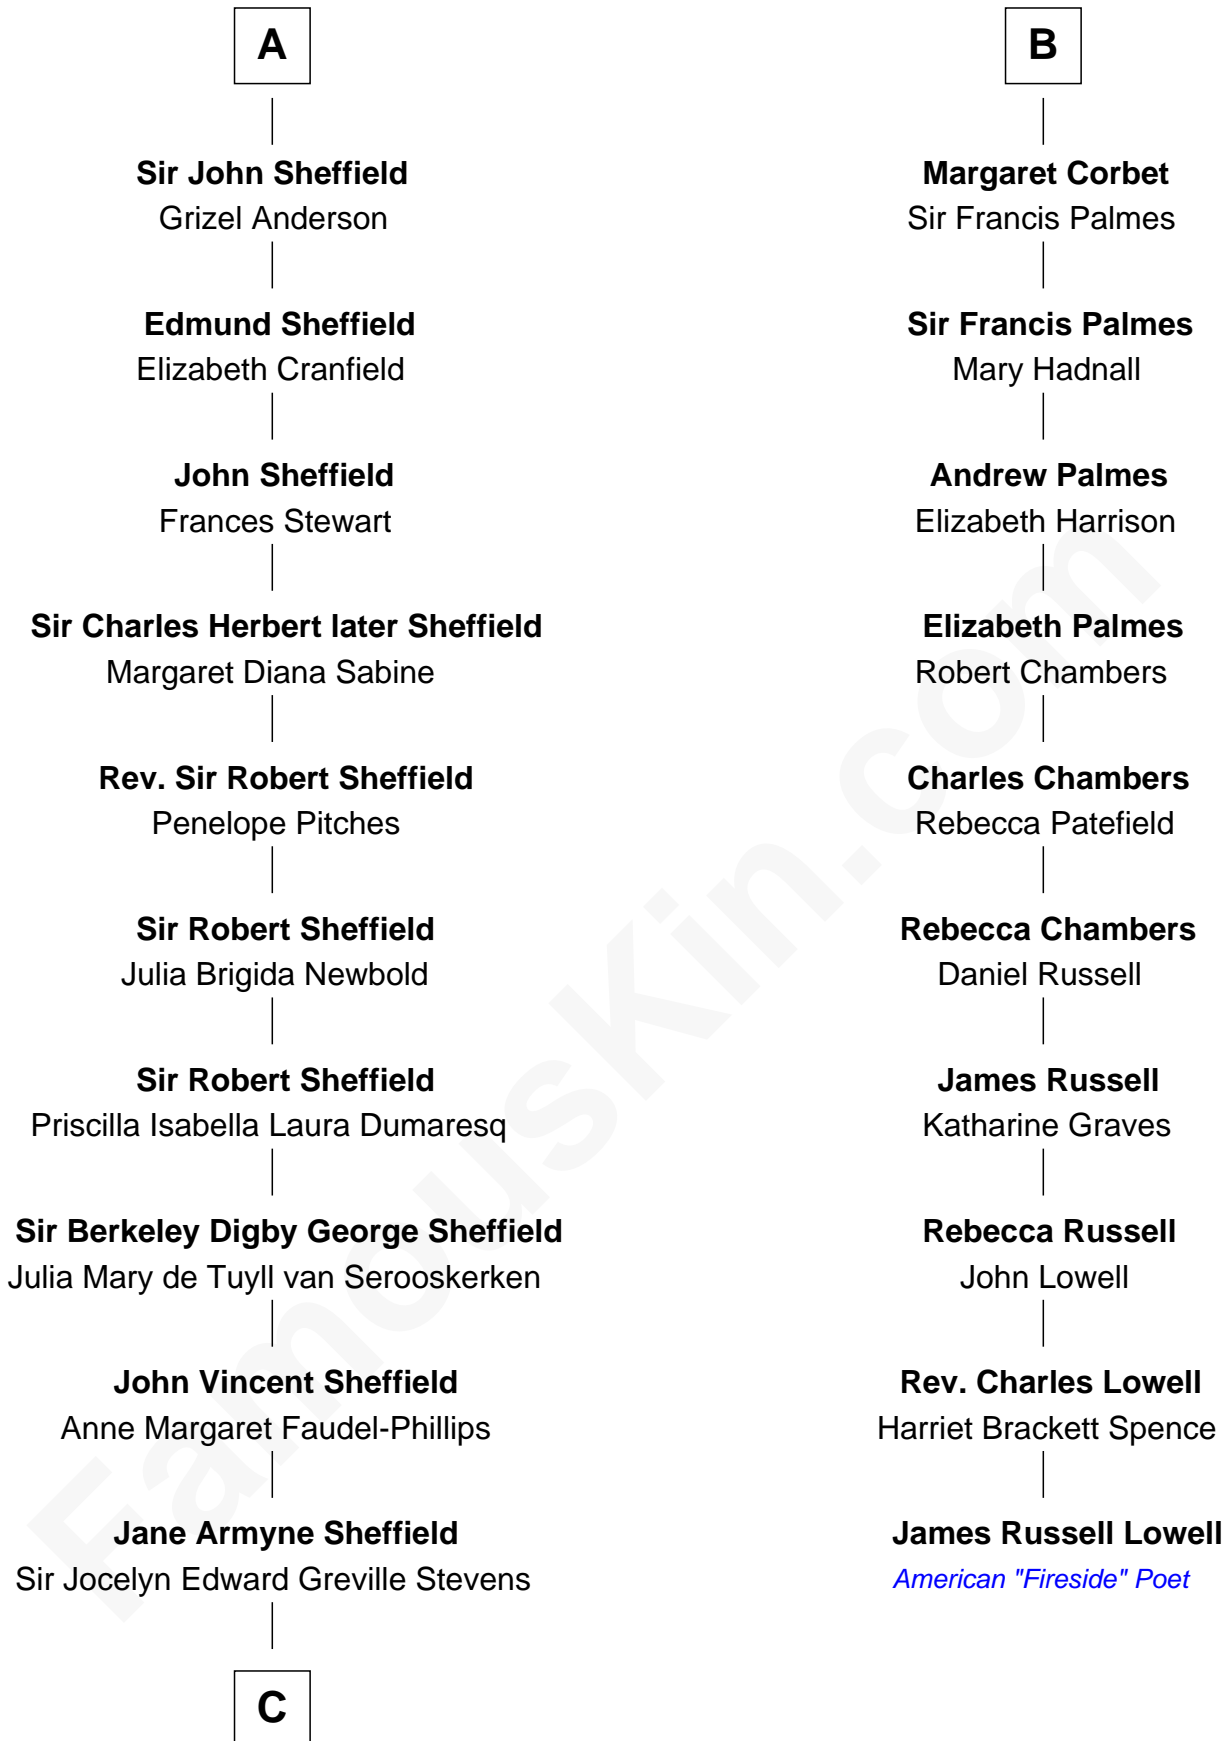 A
Sir John Sheffield
Grizel Anderson
Edmund Sheffield
Elizabeth Cranfield
John Sheffield
Frances Stewart
Sir Charles Herbert later Sheffield
Margaret Diana Sabine
Rev. Sir Robert Sheffield
Penelope Pitches
Sir Robert Sheffield
Julia Brigida Newbold
Sir Robert Sheffield
Priscilla Isabella Laura Dumaresq
Sir Berkeley Digby George Sheffield
Julia Mary de Tuyll van Serooskerken
John Vincent Sheffield
Anne Margaret Faudel-Phillips
Jane Armyne Sheffield
Sir Jocelyn Edward Greville Stevens
C
B
Margaret Corbet
Sir Francis Palmes
Sir Francis Palmes
Mary Hadnall
Andrew Palmes
Elizabeth Harrison
Elizabeth Palmes
Robert Chambers
Charles Chambers
Rebecca Patefield
Rebecca Chambers
Daniel Russell
James Russell
Katharine Graves
Rebecca Russell
John Lowell
Rev. Charles Lowell
Harriet Brackett Spence
James Russell Lowell
American "Fireside" Poet
FamousKin.com